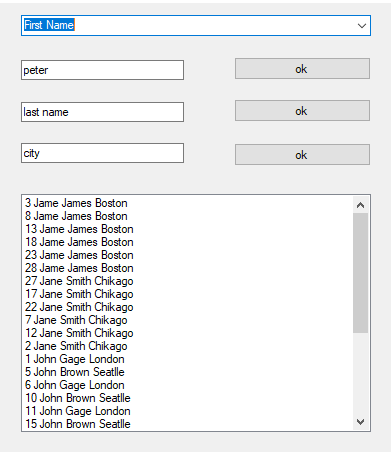 First Name
peter ok
last name ok
city ok
3 Jame James Boston
8 Jame James Boston
13 Jame James Boston
18 Jame James Boston
23 Jame James Boston
28 Jame James Boston
27 Jane Smith Chikago
17 Jane Smith Chikago
22 Jane Smith Chikago
7 Jane Smith Chikago
12 Jane Smith Chikago
2 Jane Smith Chikago
1 John Gage London
5 John Brown Seatlle
6 John Gage London
10 John Brown Seatlle
11 John Gage London
15 John Brown Seatlle